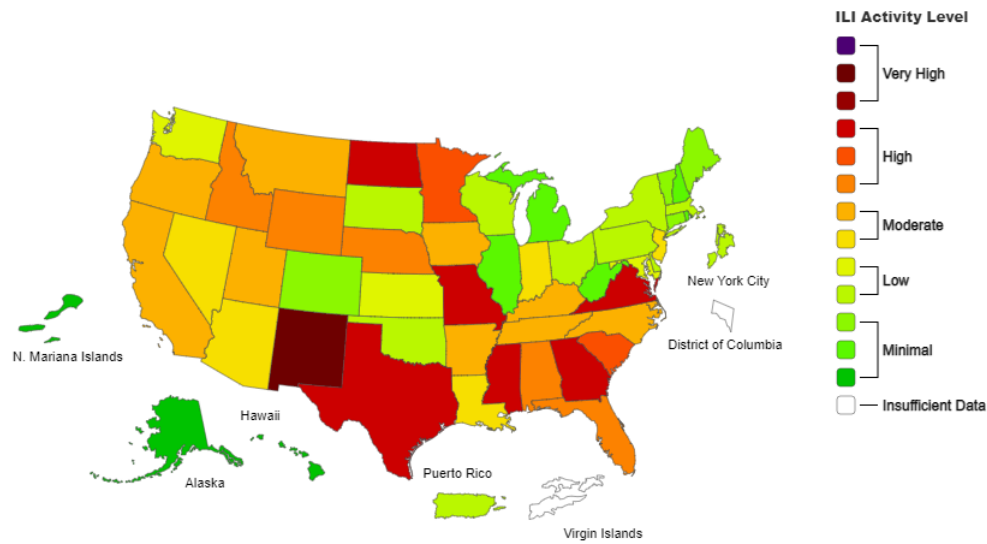 ILI Activity Level
Very High
High
Moderate
Low
New York City
District of Columbia
Minimal
N. Mariana Islands
Insufficient Data
Hawaii
Puerto Rico
Alaska
Virgin Islands